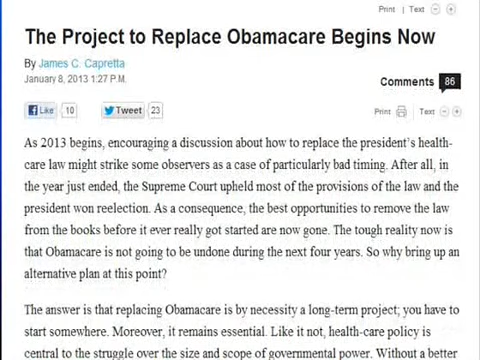 Print Text
The Project to Replace Obamacare Begins Now
By James C. Capretta
January 8, 2013 1:27 P.M.
Comments 86
Like 10 Tweet 23
Print Text
As 2013 begins, encouraging a discussion about how to replace the president's health-
care law might strike some observers as a case of particularly bad timing. After all, in
the year just ended, the Supreme Court upheld most of the provisions of the law and the
president won reelection. As a consequence, the best opportunities to remove the law
from the books before it ever really got started are now gone. The tough reality now is
that Obamacare is not going to be undone during the next four years. So why bring up an
alternative plan at this point?
The answer is that replacing Obamacare is by necessity a long-term project; you have to
start somewhere. Moreover, it remains essential. Like it not, health-care policy is
central to the struggle over the size and scope of governmental power. Without a better